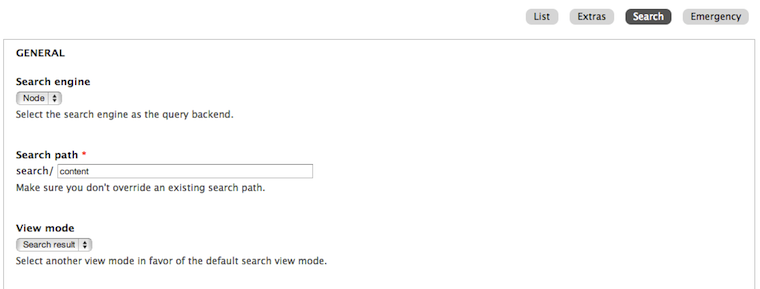 List Extras Search Emergency
GENERAL
Search engine
Node
Select the search engine as the query backend.
Search path *
search/ content
Make sure you don't override an existing search path.
View mode
Search result
Select another view mode in favor of the default search view mode.